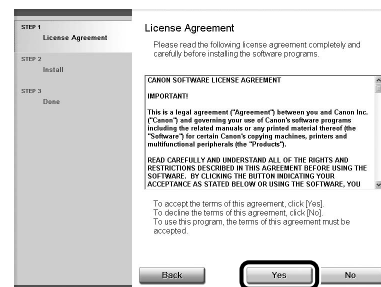 STEP 1
License Agreement
STEP 2
Install
STEP 3
Done
License Agreement
Please read the following license agreement completely and
carefully before installing the software programs.
CANON SOFTWARE LICENSE AGREEMENT
IMPORTANT!
This is a legal agreement ("Agreement") between you and Canon Inc.
("Canon") and governing your use of Canon's software programs
including the related manuals or any printed material thereof (the
"Software") for certain Canon's copying machines, printers and
multifunctional peripherals (the "Products").
READ CAREFULLY AND UNDERSTAND ALL OF THE RIGHTS AND
RESTRICTIONS DESCRIBED IN THIS AGREEMENT BEFORE USING THE
SOFTWARE. BY CLICKING THE BUTTON INDICATING YOUR
ACCEPTANCE AS STATED BELOW OR USING THE SOFTWARE, YOU
To accept the terms of this agreement, click [Yes].
To decline the terms of this agreement, click [No].
To use this program, the terms of this agreement must be
accepted.
Back
Yes
No